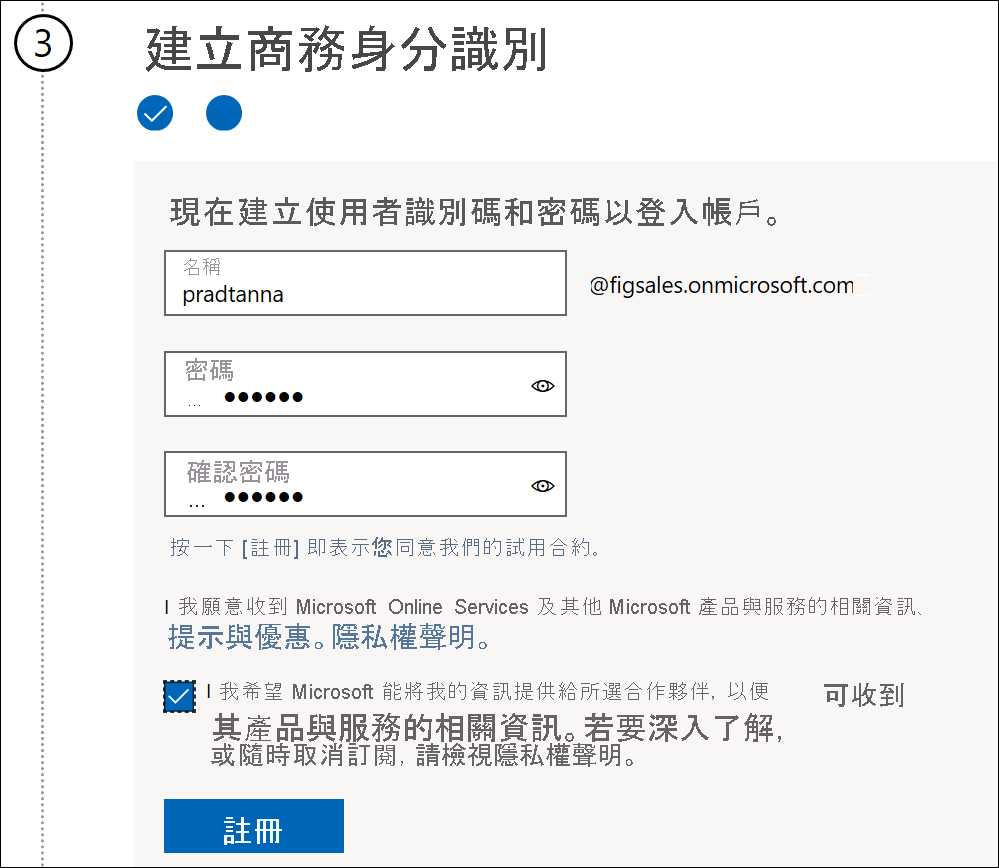 3
建立商務身分識別
現在建立使用者識別碼和密碼以登入帳戶。
名稱
pradtanna
@figsales.onmicrosoft.com
密碼
... ●●●●●●
確認密碼
... ●●●●●●
按一下 [註冊] 即表示您同意我們的試用合約。
I 我願意收到 Microsoft Online Services 及其他 Microsoft 產品與服務的相關資訊、
提示與優惠。隱私權聲明。
I 我希望 Microsoft 能將我的資訊提供給所選合作夥伴, 以便 可收到
其產品與服務的相關資訊。若要深入了解,
或隨時取消訂閱, 請檢視隱私權聲明。
註冊